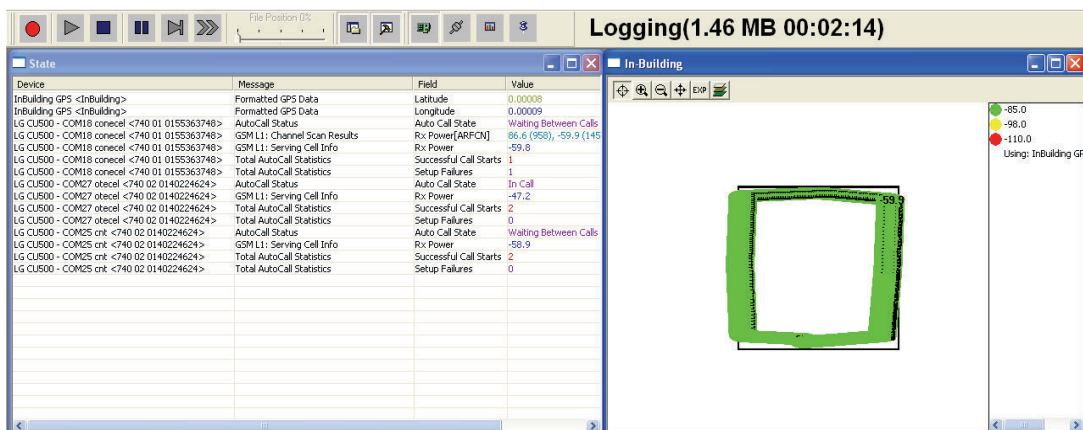 File Position 0%
Logging(1.46 MB 00:02:14)
State
Device Message Field Value
InBuilding GPS <InBuilding> Formatted GPS Data Latitude 0.00008
InBuilding GPS <InBuilding> Formatted GPS Data Longitude 0.00009
LG CU500 - COM18 conecel <740 01 0155363748> AutoCall Status Auto Call State Waiting Between Calls
LG CU500 - COM18 conecel <740 01 0155363748> GSM L1: Channel Scan Results Rx Power[ARFCN] 86.6 (958), -59.9 (145
LG CU500 - COM18 conecel <740 01 0155363748> GSM L1: Serving Cell Info Rx Power -59.8
LG CU500 - COM18 conecel <740 01 0155363748> Total AutoCall Statistics Successful Call Starts 1
LG CU500 - COM18 conecel <740 01 0155363748> Total AutoCall Statistics Setup Failures 1
LG CU500 - COM27 otecel <740 02 0140224624> AutoCall Status Auto Call State In Call
LG CU500 - COM27 otecel <740 02 0140224624> GSM L1: Serving Cell Info Rx Power -47.2
LG CU500 - COM27 otecel <740 02 0140224624> Total AutoCall Statistics Successful Call Starts 2
LG CU500 - COM27 otecel <740 02 0140224624> Total AutoCall Statistics Setup Failures 0
LG CU500 - COM25 cnt <740 02 0140224624> AutoCall Status Auto Call State Waiting Between Calls
LG CU500 - COM25 cnt <740 02 0140224624> GSM L1: Serving Cell Info Rx Power -58.9
LG CU500 - COM25 cnt <740 02 0140224624> Total AutoCall Statistics Successful Call Starts 2
LG CU500 - COM25 cnt <740 02 0140224624> Total AutoCall Statistics Setup Failures 0
In-Building
EXP
-59.9
-85.0
-98.0
-110.0
Using: InBuilding GP